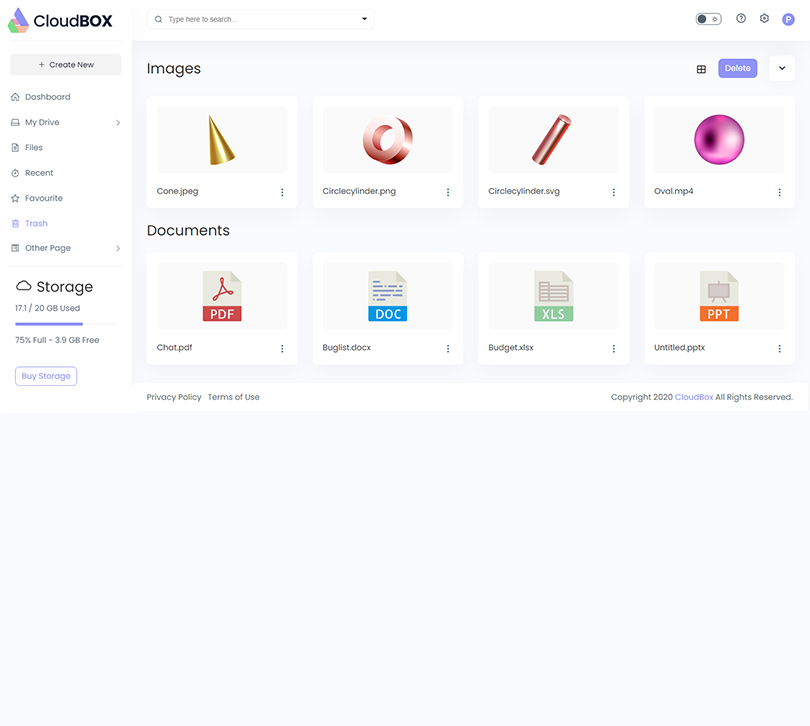 CloudBOX
Type here to search...
P
Create New
Dashboard
My Drive
Files
Recent
Favourite
Trash
Other Page
Storage
17.1 / 20 GB Used
75% Full - 3.9 GB Free
Buy Storage
Images
Delete
Cone.jpeg
Circlecylinder.png
Circlecylinder.svg
Oval.mp4
Documents
PDF
DOC
XLS
PPT
Chat.pdf
Buglist.docx
Budget.xlsx
Untitled.pptx
Privacy Policy Terms of Use
Copyright 2020 CloudBox All Rights Reserved.